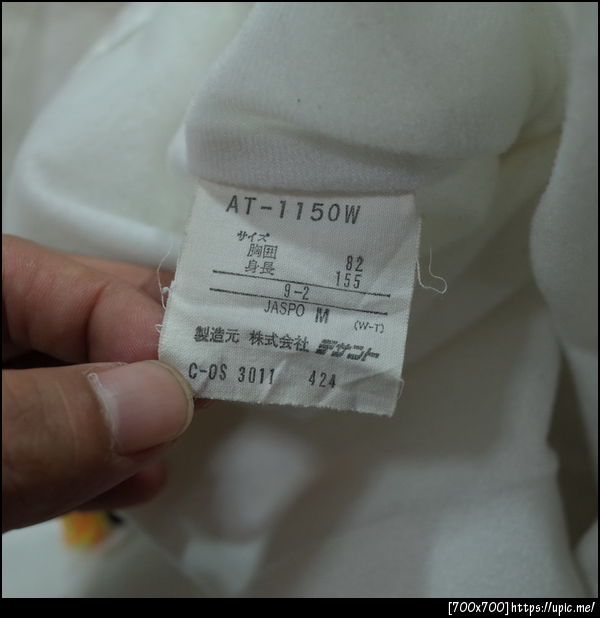 AT-1150W
サイズ
胸囲 82
身長 155
9-2
JASPO M (W-T)
製造元 株式会社 デサント
C-OS 3011 424
[700x700]https://upic.me/